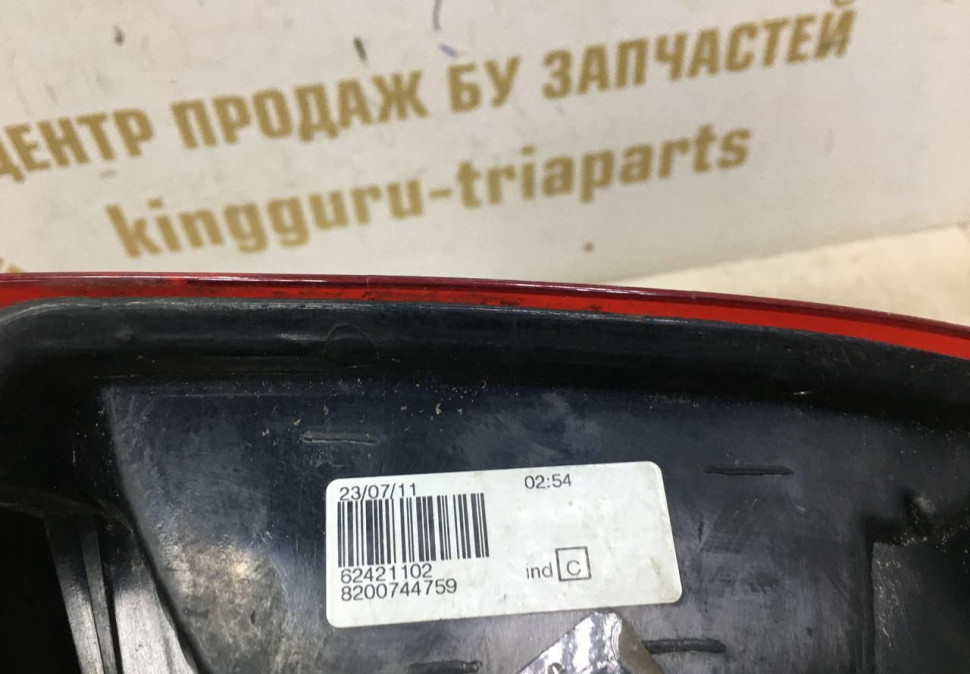 ЦЕНТР ПРОДАЖ БУ ЗАПЧАСТЕЙ
kingguru-triaparts
23/07/11 02:54
62421102
8200744759
ind C